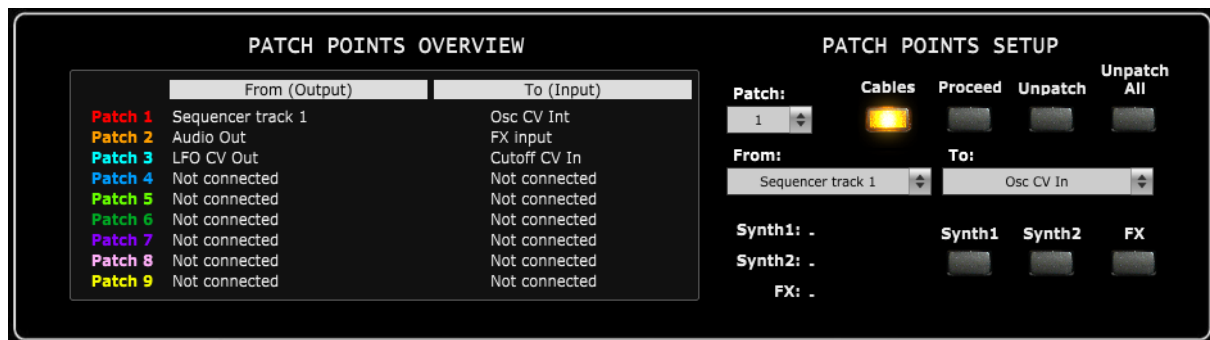 PATCH POINTS OVERVIEW
From (Output) To (Input)
Patch 1 Sequencer track 1 Osc CV Int
Patch 2 Audio Out FX input
Patch 3 LFO CV Out Cutoff CV In
Patch 4 Not connected Not connected
Patch 5 Not connected Not connected
Patch 6 Not connected Not connected
Patch 7 Not connected Not connected
Patch 8 Not connected Not connected
Patch 9 Not connected Not connected
PATCH POINTS SETUP
Patch: Cables Proceed Unpatch Unpatch All
1
From: To:
Sequencer track 1 Osc CV In
Synth1: -
Synth2: -
FX: -
Synth1 Synth2 FX